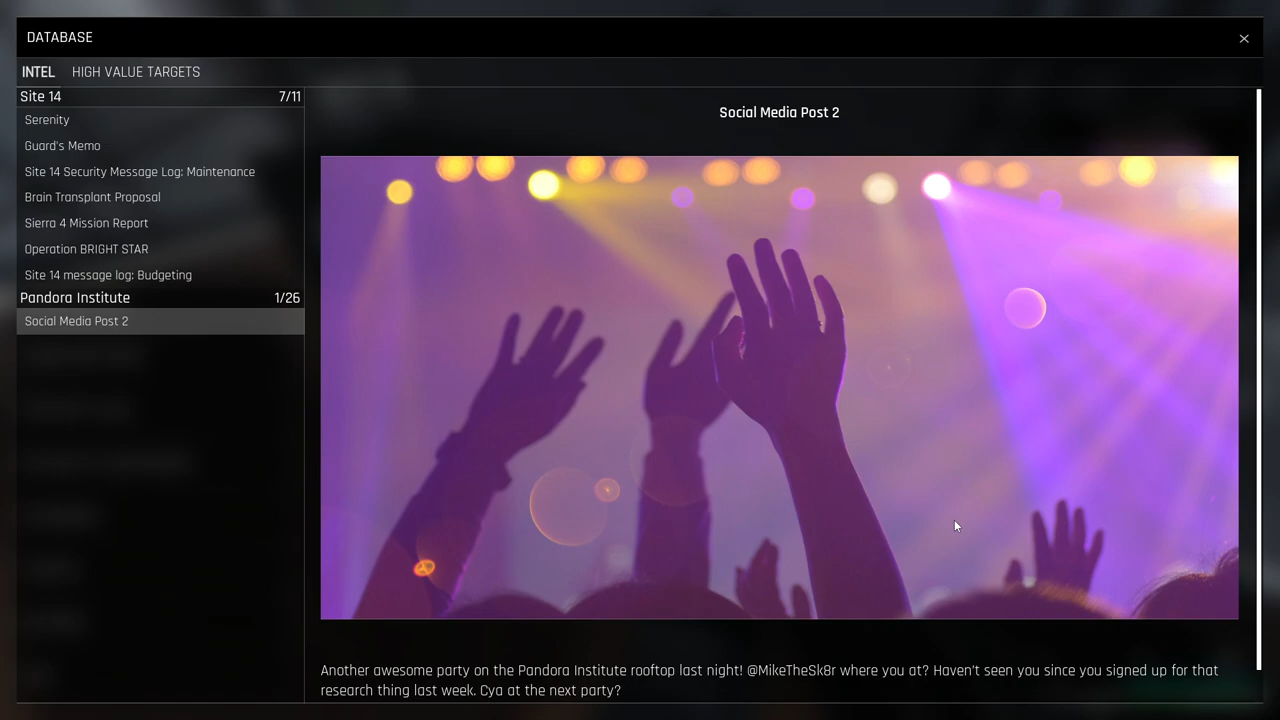 DATABASE
INTEL HIGH VALUE TARGETS
Site 14 7/11
Serenity
Guard's Memo
Site 14 Security Message Log: Maintenance
Brain Transplant Proposal
Sierra 4 Mission Report
Operation BRIGHT STAR
Site 14 message log: Budgeting
Pandora Institute 1/26
Social Media Post 2
Social Media Post 2
Another awesome party on the Pandora Institute rooftop last night! @MikeTheSk8r where you at? Haven't seen you since you signed up for that
research thing last week. Cya at the next party?